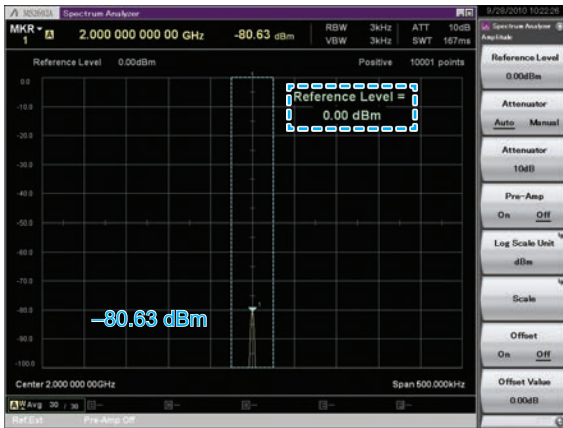 MS2692A Spectrum Analyzer
9/28/2010 10:22:26
MKR 1 A 2.000 000 000 00 GHz -80.63 dBm
RBW 3kHz ATT 10dB
VBW 3kHz SWT 167ms
Reference Level 0.00dBm Positive 10001 points
0.0
-10.0
-20.0
-30.0
-40.0
-50.0
-60.0
-70.0
-80.0
-90.0
-100.0
Reference Level =
0.00 dBm
1
–80.63 dBm
Center 2.000 000 00GHz Span 500.000kHz
A W Avg 30 / 30
Ref.Ext Pre-Amp Off
Spectrum Analyzer
Amplitude
Reference Level
0.00dBm
Attenuator
Auto Manual
Attenuator
10dB
Pre-Amp
On Off
Log Scale Unit
dBm
Scale
Offset
On Off
Offset Value
0.00dB